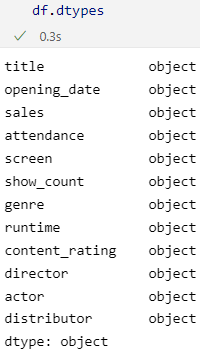 df.dtypes
✓ 0.3s
title object
opening_date object
sales object
attendance object
screen object
show_count object
genre object
runtime object
content_rating object
director object
actor object
distributor object
dtype: object